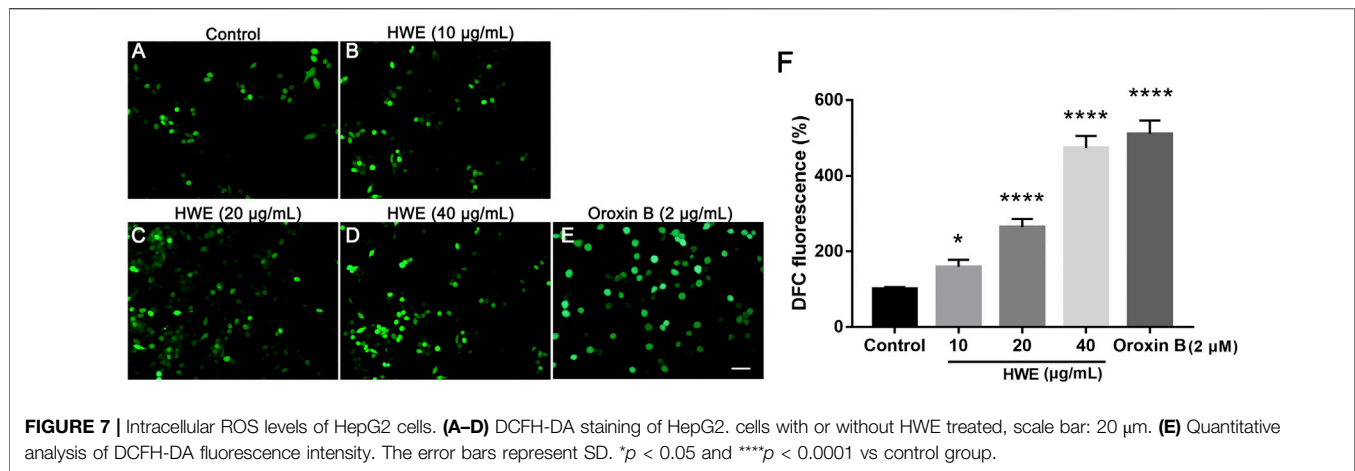 Control
HWE (10 µg/mL)
A
B
HWE (20 µg/mL)
HWE (40 µg/mL)
Oroxin B (2 µg/mL)
C
D
E
F
DFC fluorescence (%)
600
400
200
0
*
****
****
****
Control
10
20
40
Oroxin B (2 µM)
HWE (µg/mL)
FIGURE 7 | Intracellular ROS levels of HepG2 cells. (A–D) DCFH-DA staining of HepG2. cells with or without HWE treated, scale bar: 20 µm. (E) Quantitative
analysis of DCFH-DA fluorescence intensity. The error bars represent SD. *p < 0.05 and ****p < 0.0001 vs control group.